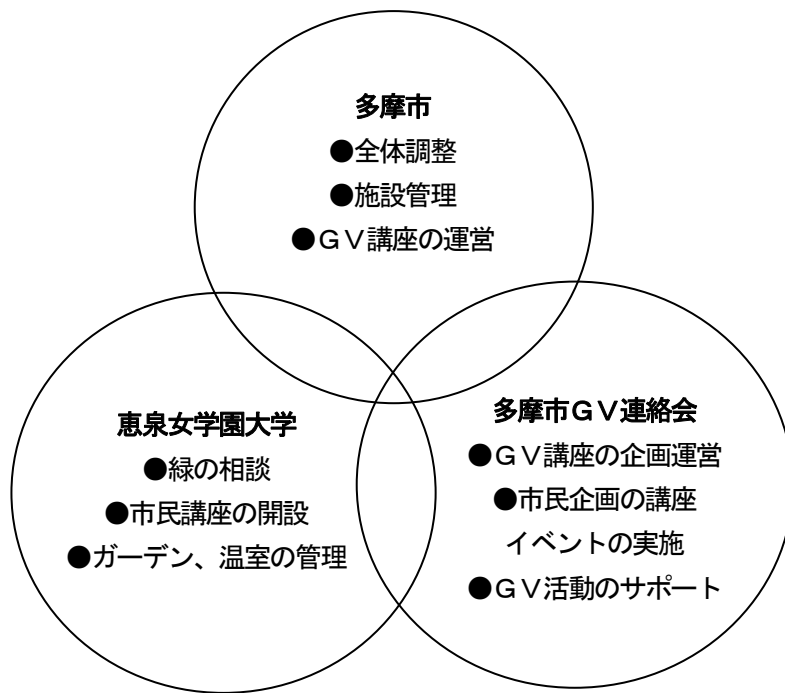 多摩市
●全体調整
●施設管理
●ＧＶ講座の運営
恵泉女学園大学
●緑の相談
●市民講座の開設
●ガーデン、温室の管理
多摩市ＧＶ連絡会
●ＧＶ講座の企画運営
●市民企画の講座
イベントの実施
●ＧＶ活動のサポート